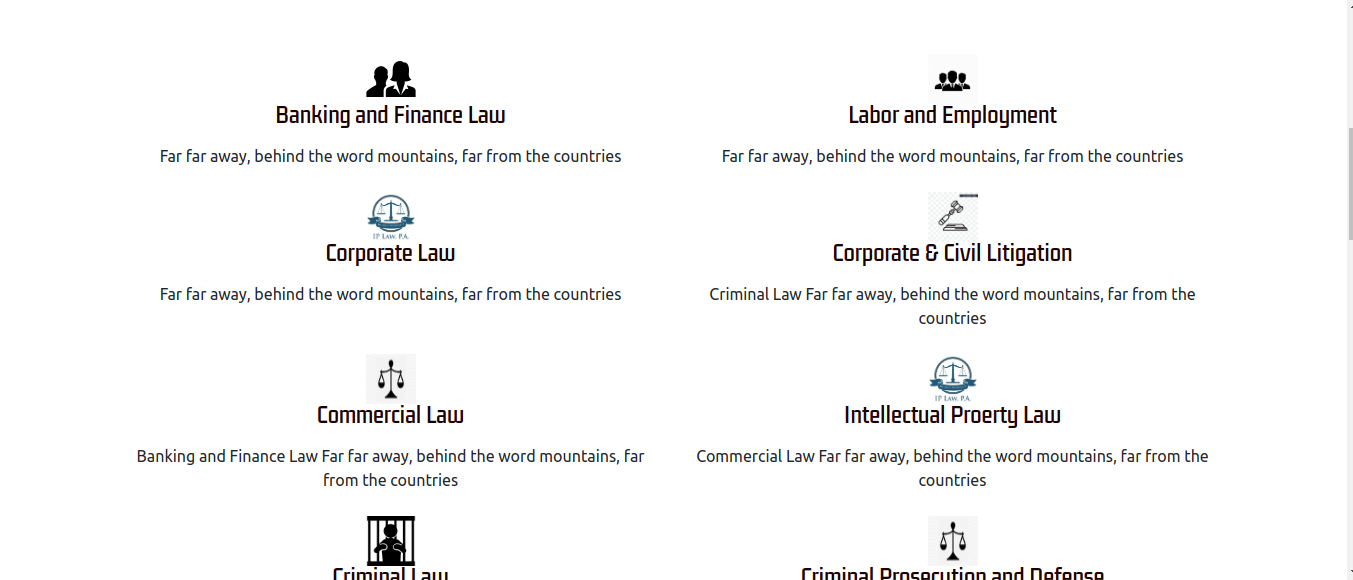 Banking and Finance Law
Far far away, behind the word mountains, far from the countries
Labor and Employment
Far far away, behind the word mountains, far from the countries
IP LAW, P.A.
Corporate Law
Far far away, behind the word mountains, far from the countries
Corporate & Civil Litigation
Criminal Law Far far away, behind the word mountains, far from the
countries
Commercial Law
Banking and Finance Law Far far away, behind the word mountains, far
from the countries
IP LAW, P.A.
Intellectual Proerty Law
Commercial Law Far far away, behind the word mountains, far from the
countries
Criminal Law
Criminal Prosecution and Defense